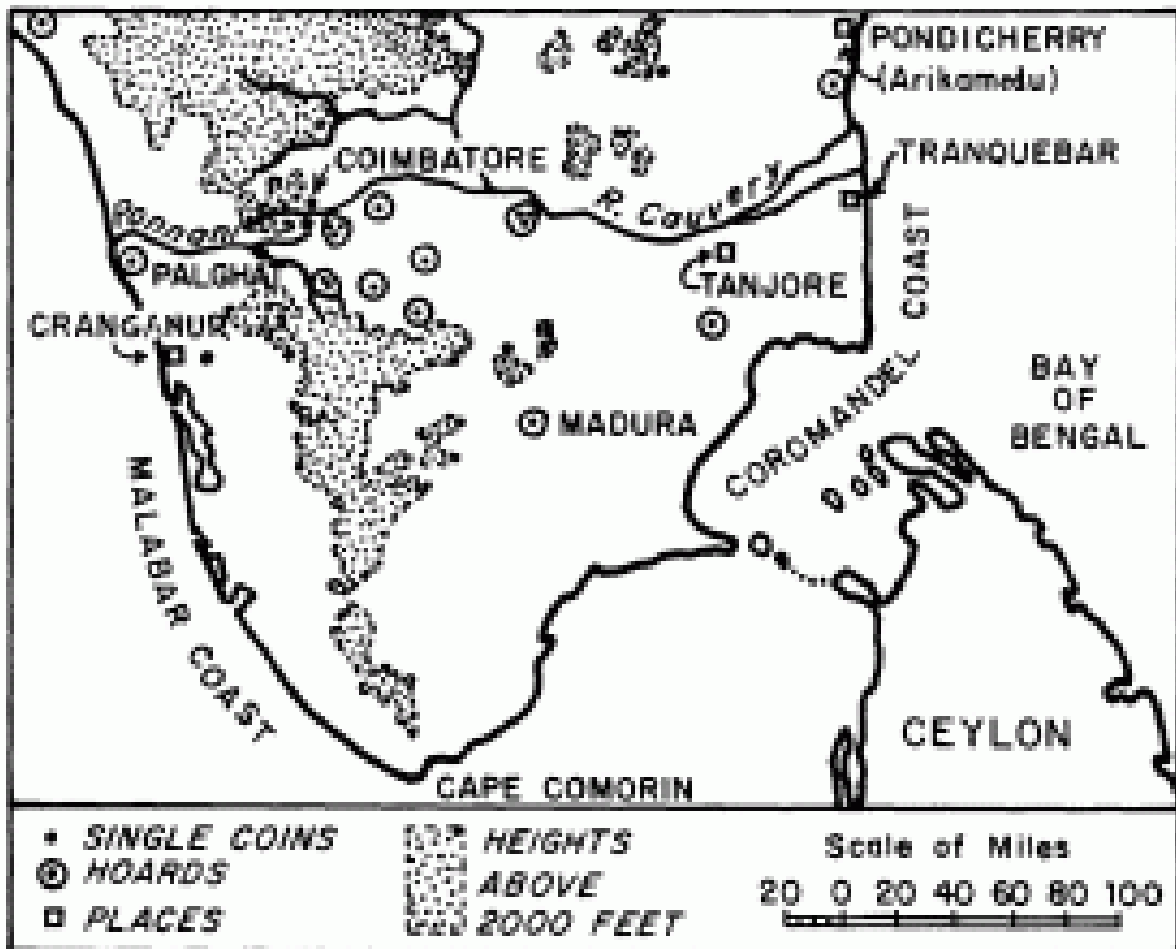 PONDICHERRY
(Arikamedu)
COIMBATORE
TRANQUEBAR
Ponnani
R. Cauvery
PALGHAT
TANJORE
COAST
CRANGANUR
BAY
OF
BENGAL
MADURA
COROMANDEL
MALABAR COAST
CEYLON
CAPE COMORIN
SINGLE COINS
HOARDS
PLACES
HEIGHTS
ABOVE
2000 FEET
Scale of Miles
20 0 20 40 60 80 100